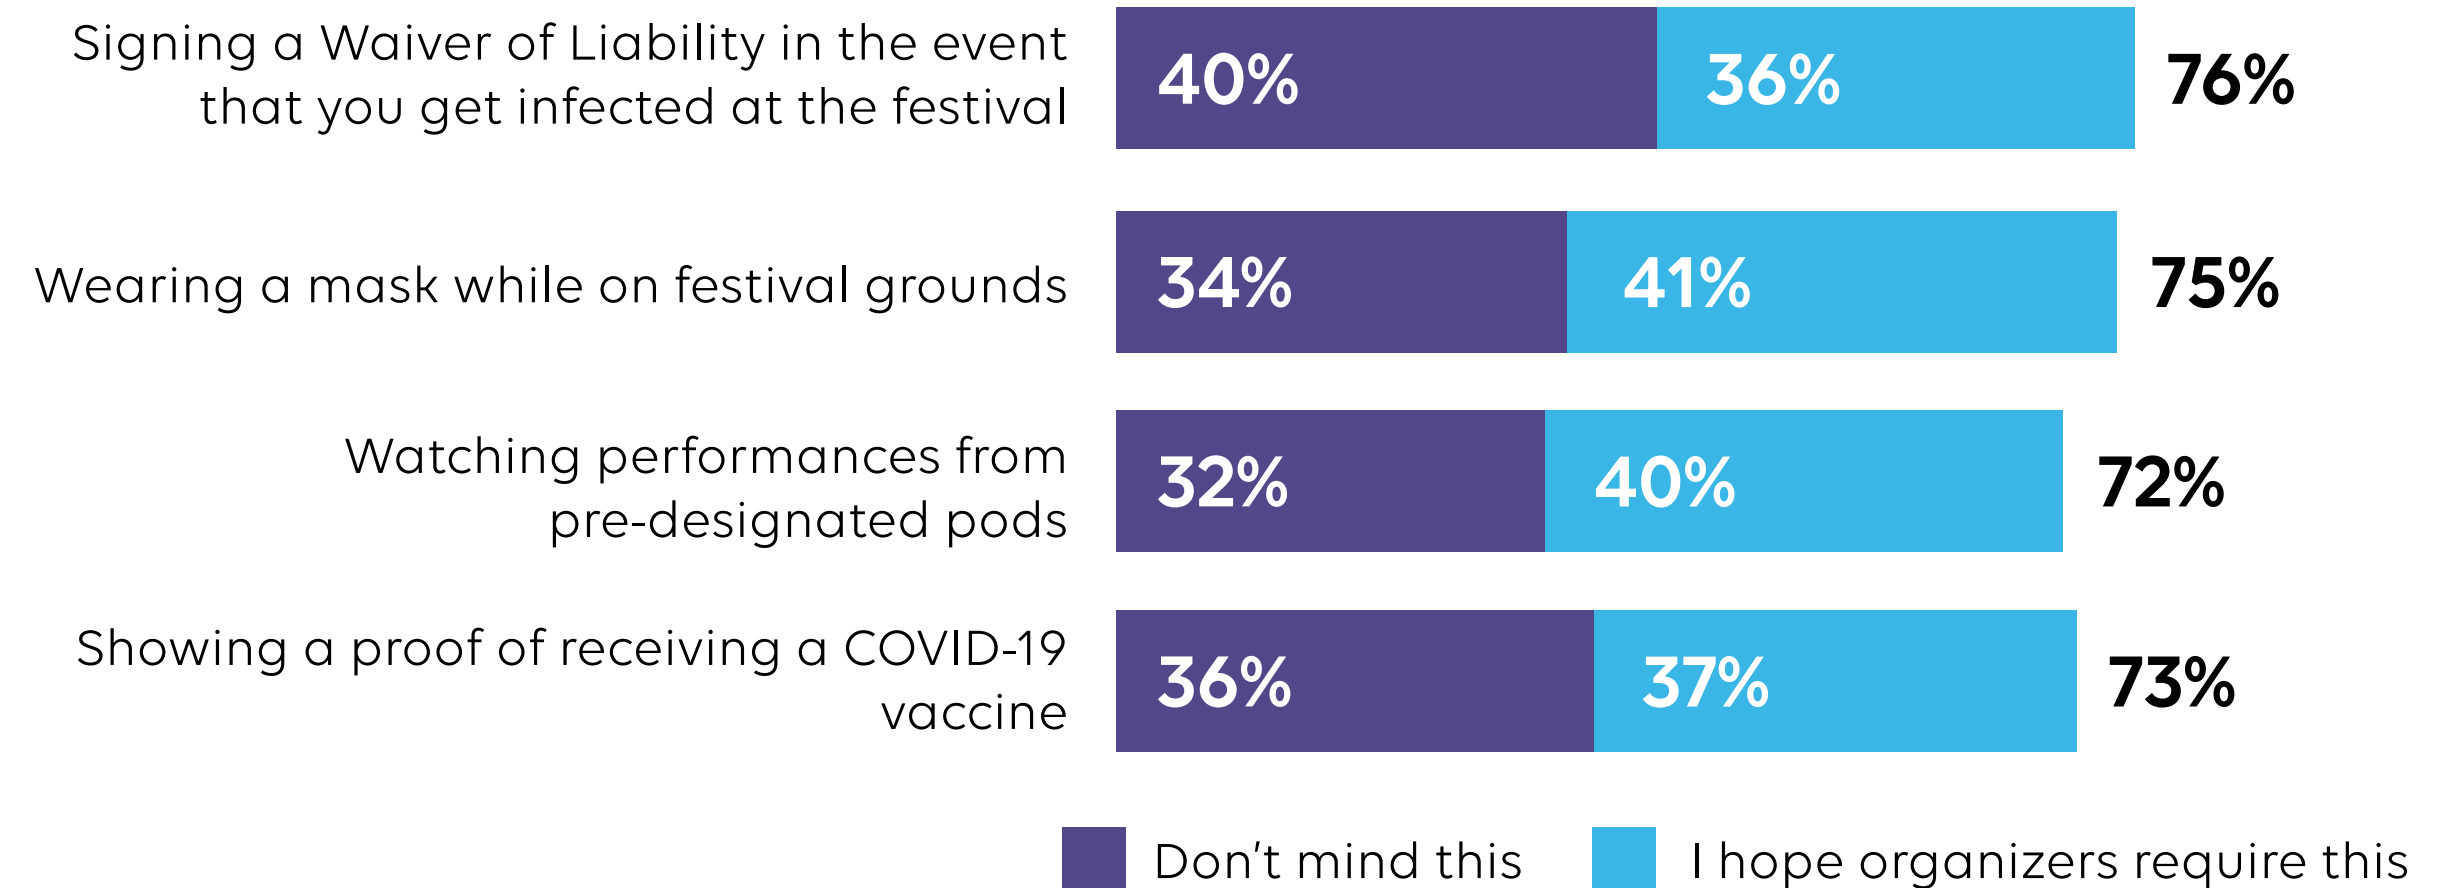 Signing a Waiver of Liability in the event
that you get infected at the festival
40% 36% 76%
Wearing a mask while on festival grounds
34% 41% 75%
Watching performances from
pre-designated pods
32% 40% 72%
Showing a proof of receiving a COVID-19
vaccine
36% 37% 73%
Don't mind this
I hope organizers require this